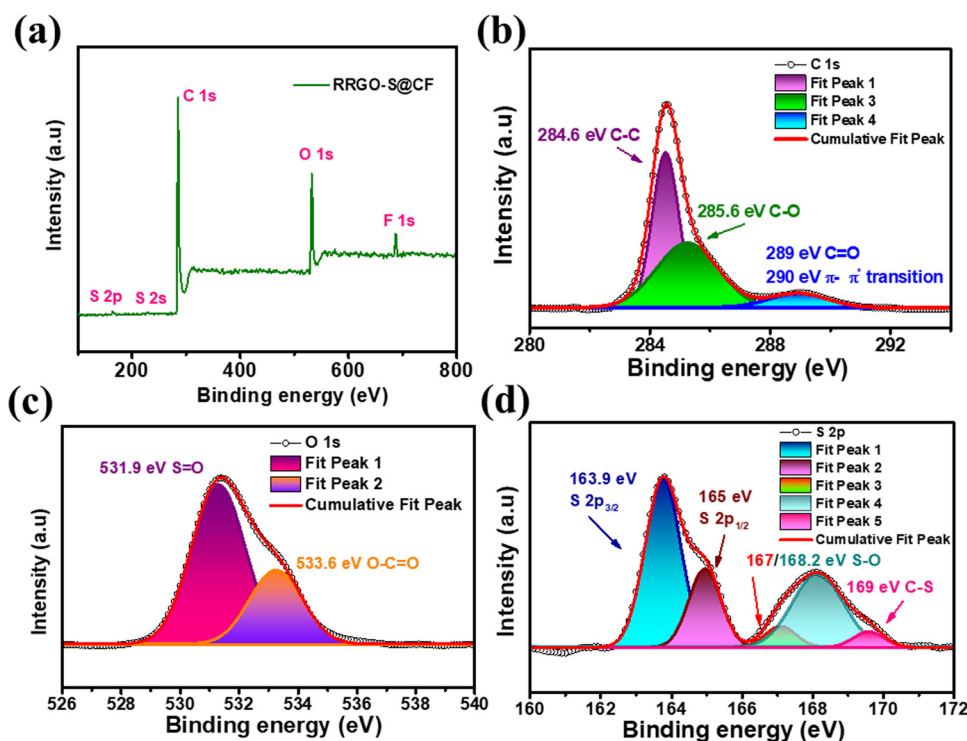 (a)
Intensity (a.u)
RRGO-S@CF
C 1s
O 1s
F 1s
S 2p
S 2s
200
400
600
800
Binding energy (eV)
(b)
Intensity (a.u)
C 1s
Fit Peak 1
Fit Peak 3
Fit Peak 4
Cumulative Fit Peak
284.6 eV C-C
285.6 eV C-O
289 eV C=O
290 eV π- π* transition
280
284
288
292
Binding energy (eV)
(c)
Intensity (a.u)
O 1s
Fit Peak 1
Fit Peak 2
Cumulative Fit Peak
531.9 eV S=O
533.6 eV O-C=O
526
528
530
532
534
536
538
540
Binding energy (eV)
(d)
Intensity (a.u)
S 2p
Fit Peak 1
Fit Peak 2
Fit Peak 3
Fit Peak 4
Fit Peak 5
Cumulative Fit Peak
163.9 eV
S 2p3/2
165 eV
S 2p1/2
167/168.2 eV S-O
169 eV C-S
160
162
164
166
168
170
172
Binding energy (eV)